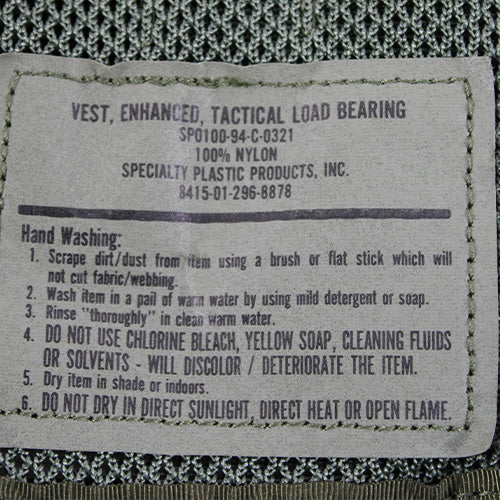 VEST, ENHANCED, TACTICAL LOAD BEARING
SPO100-94-C-0321
100% NYLON
SPECIALTY PLASTIC PRODUCTS, INC.
8415-01-296-8878
Hand Washing:
1. Scrape dirt/dust from item using a brush or flat stick which will
not cut fabric/webbing.
2. Wash item in a pail of warm water by using mild detergent or soap.
3. Rinse "thoroughly" in clean warm water.
4. DO NOT USE CHLORINE BLEACH, YELLOW SOAP, CLEANING FLUIDS
OR SOLVENTS - WILL DISCOLOR / DETERIORATE THE ITEM.
5. Dry item in shade or indoors.
6. DO NOT DRY IN DIRECT SUNLIGHT, DIRECT HEAT OR OPEN FLAME.